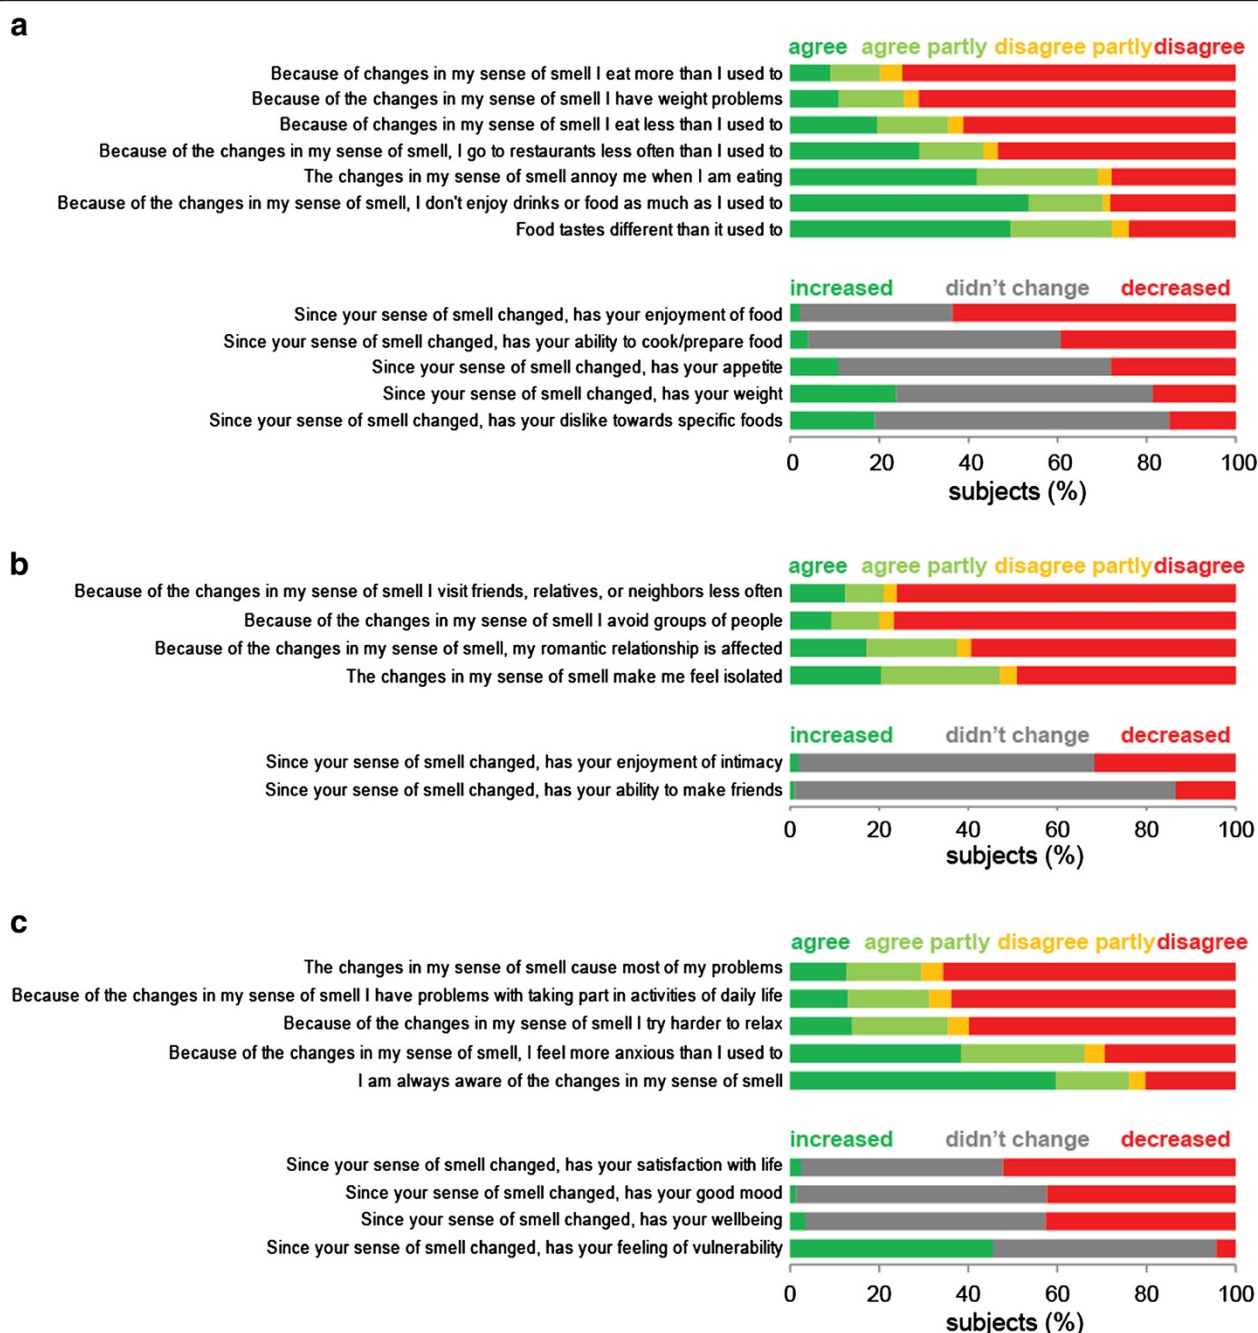 a
agree agree partly disagree partly disagree
Because of changes in my sense of smell I eat more than I used to
Because of the changes in my sense of smell I have weight problems
Because of changes in my sense of smell I eat less than I used to
Because of the changes in my sense of smell, I go to restaurants less often than I used to
The changes in my sense of smell annoy me when I am eating
Because of the changes in my sense of smell, I don't enjoy drinks or food as much as I used to
Food tastes different than it used to
increased didn't change decreased
Since your sense of smell changed, has your enjoyment of food
Since your sense of smell changed, has your ability to cook/prepare food
Since your sense of smell changed, has your appetite
Since your sense of smell changed, has your weight
Since your sense of smell changed, has your dislike towards specific foods
0 20 40 60 80 100
subjects (%)
b
agree agree partly disagree partly disagree
Because of the changes in my sense of smell I visit friends, relatives, or neighbors less often
Because of the changes in my sense of smell I avoid groups of people
Because of the changes in my sense of smell, my romantic relationship is affected
The changes in my sense of smell make me feel isolated
increased didn't change decreased
Since your sense of smell changed, has your enjoyment of intimacy
Since your sense of smell changed, has your ability to make friends
0 20 40 60 80 100
subjects (%)
c
agree agree partly disagree partly disagree
The changes in my sense of smell cause most of my problems
Because of the changes in my sense of smell I have problems with taking part in activities of daily life
Because of the changes in my sense of smell I try harder to relax
Because of the changes in my sense of smell, I feel more anxious than I used to
I am always aware of the changes in my sense of smell
increased didn't change decreased
Since your sense of smell changed, has your satisfaction with life
Since your sense of smell changed, has your good mood
Since your sense of smell changed, has your wellbeing
Since your sense of smell changed, has your feeling of vulnerability
0 20 40 60 80 100
subjects (%)